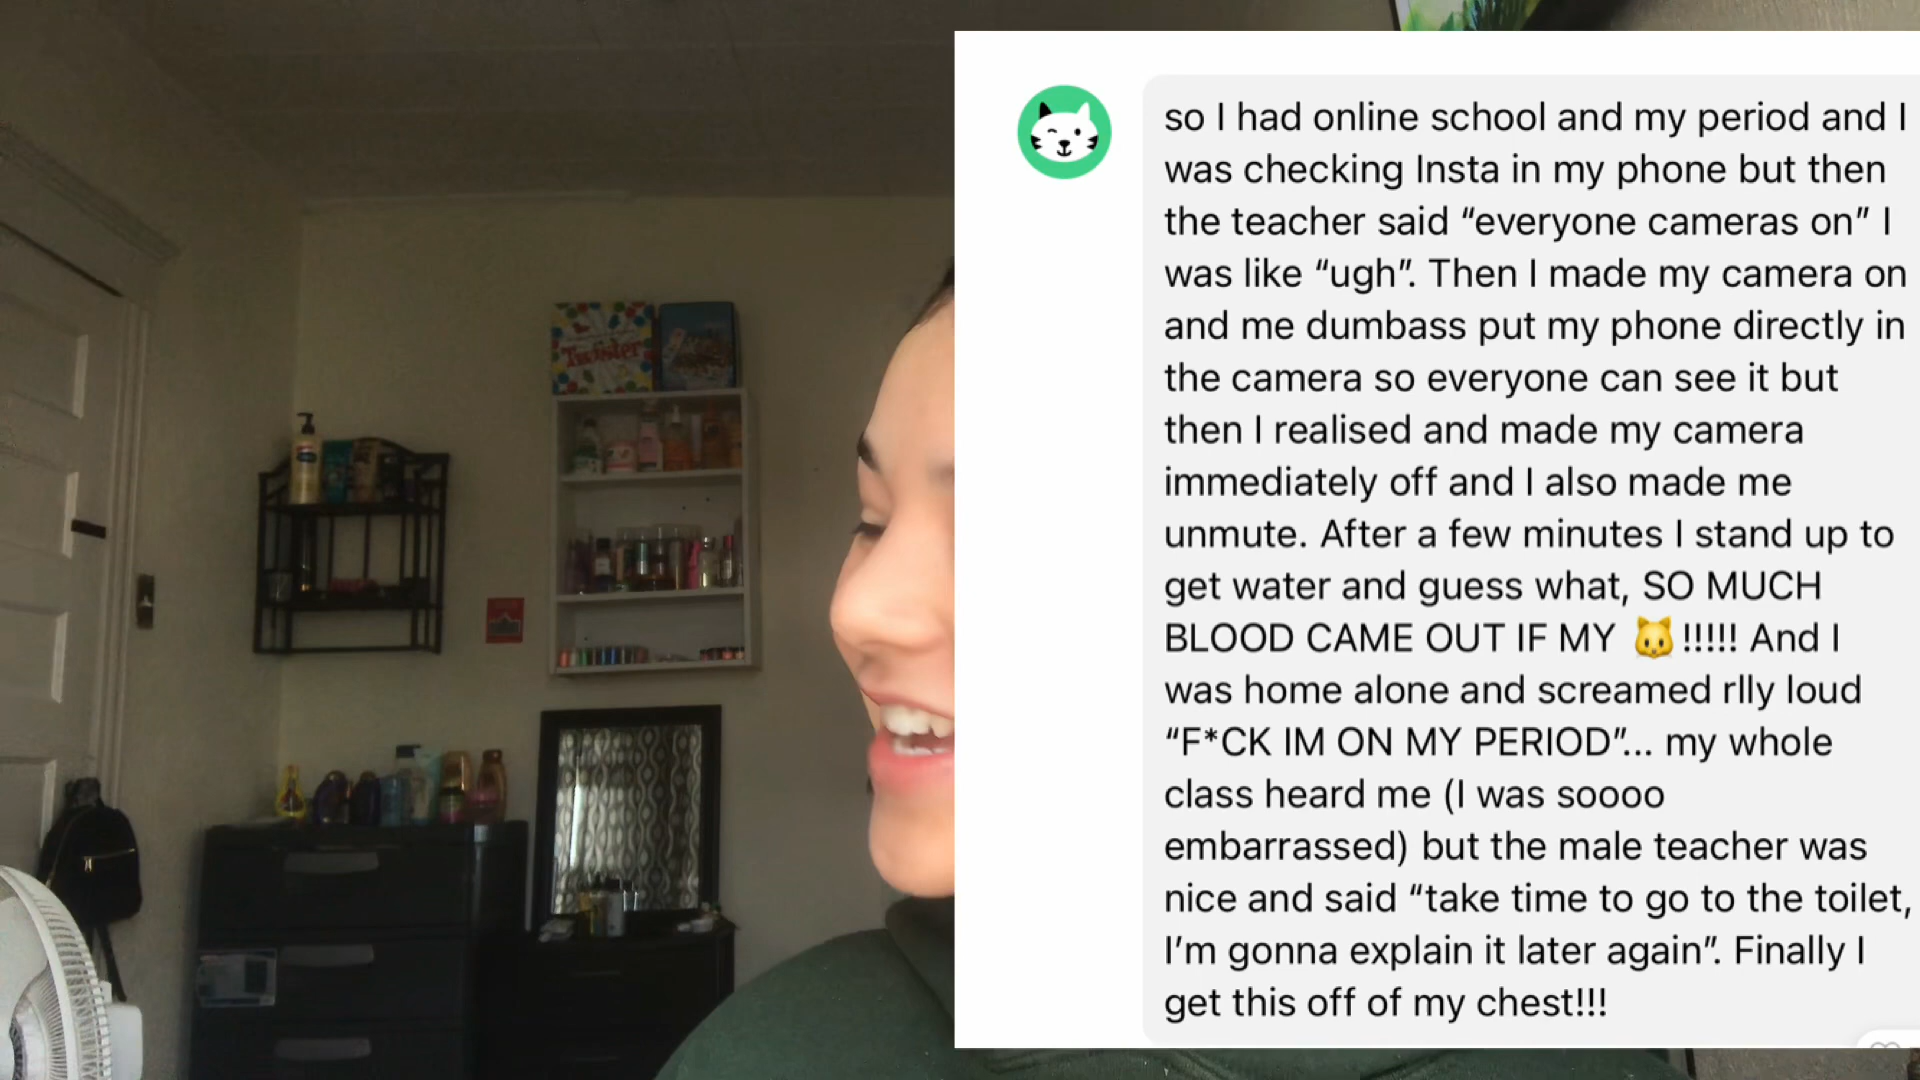 Twister
so I had online school and my period and I
was checking Insta in my phone but then
the teacher said “everyone cameras on” I
was like “ugh”. Then I made my camera on
and me dumbass put my phone directly in
the camera so everyone can see it but
then I realised and made my camera
immediately off and I also made me
unmute. After a few minutes I stand up to
get water and guess what, SO MUCH
BLOOD CAME OUT IF MY 🐱!!!!! And I
was home alone and screamed rlly loud
“F*CK IM ON MY PERIOD”... my whole
class heard me (I was soooo
embarrassed) but the male teacher was
nice and said “take time to go to the toilet,
I’m gonna explain it later again”. Finally I
get this off of my chest!!!